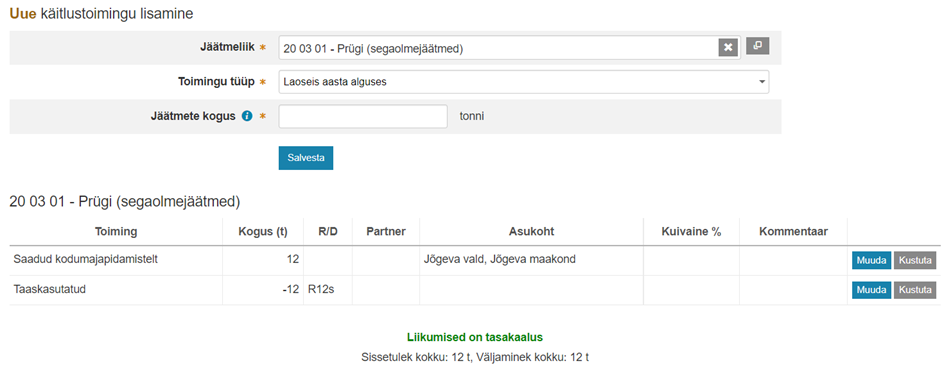 Uue käitlustoimingu lisamine
Jäätmeliik * 20 03 01 - Prügi (segaolmejäätmed)
Toimingu tüüp * Laoseis aasta alguses
Jäätmete kogus i * tonni
Salvesta
20 03 01 - Prügi (segaolmejäätmed)
Toiming Kogus (t) R/D Partner Asukoht Kuivaine % Kommentaar
Saadud kodumajapidamistelt 12 Jõgeva vald, Jõgeva maakond Muuda Kustuta
Taaskasutatud -12 R12s Muuda Kustuta
Liikumised on tasakaalus
Sissetulek kokku: 12 t, Väljaminek kokku: 12 t